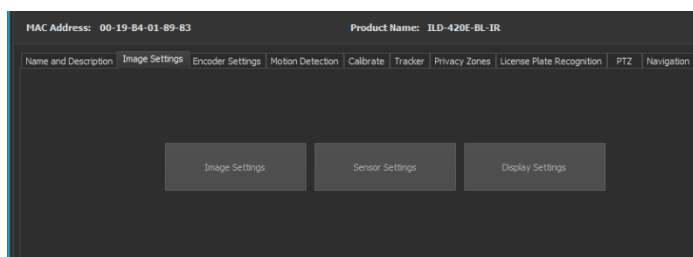 MAC Address: 00-19-B4-01-89-83 Product Name: ILD-420E-BL-IR
Name and Description Image Settings Encoder Settings Motion Detection Calibrate Tracker Privacy Zones License Plate Recognition PTZ Navigation
Image Settings Sensor Settings Display Settings